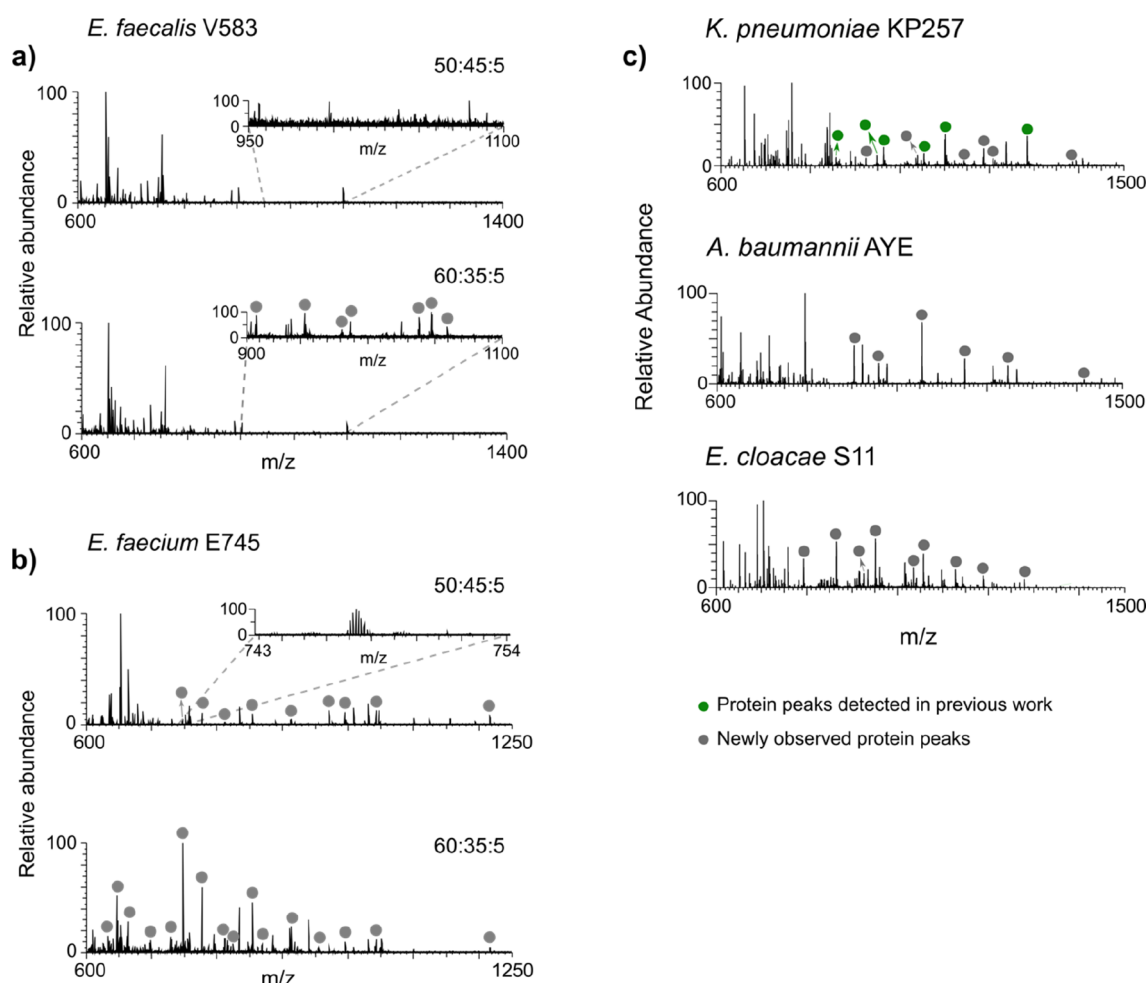 E. faecalis V583
a)
50:45:5
100
0
950
1100
m/z
100
0
600
1400
Relative abundance
60:35:5
100
0
900
1100
m/z
100
0
600
1400
m/z
E. faecium E745
b)
50:45:5
100
0
743
754
m/z
100
0
600
1250
Relative abundance
60:35:5
100
0
600
1250
m/z
K. pneumoniae KP257
c)
100
0
600
1500
A. baumannii AYE
Relative Abundance
100
0
600
1500
E. cloacae S11
100
0
600
1500
m/z
Protein peaks detected in previous work
Newly observed protein peaks